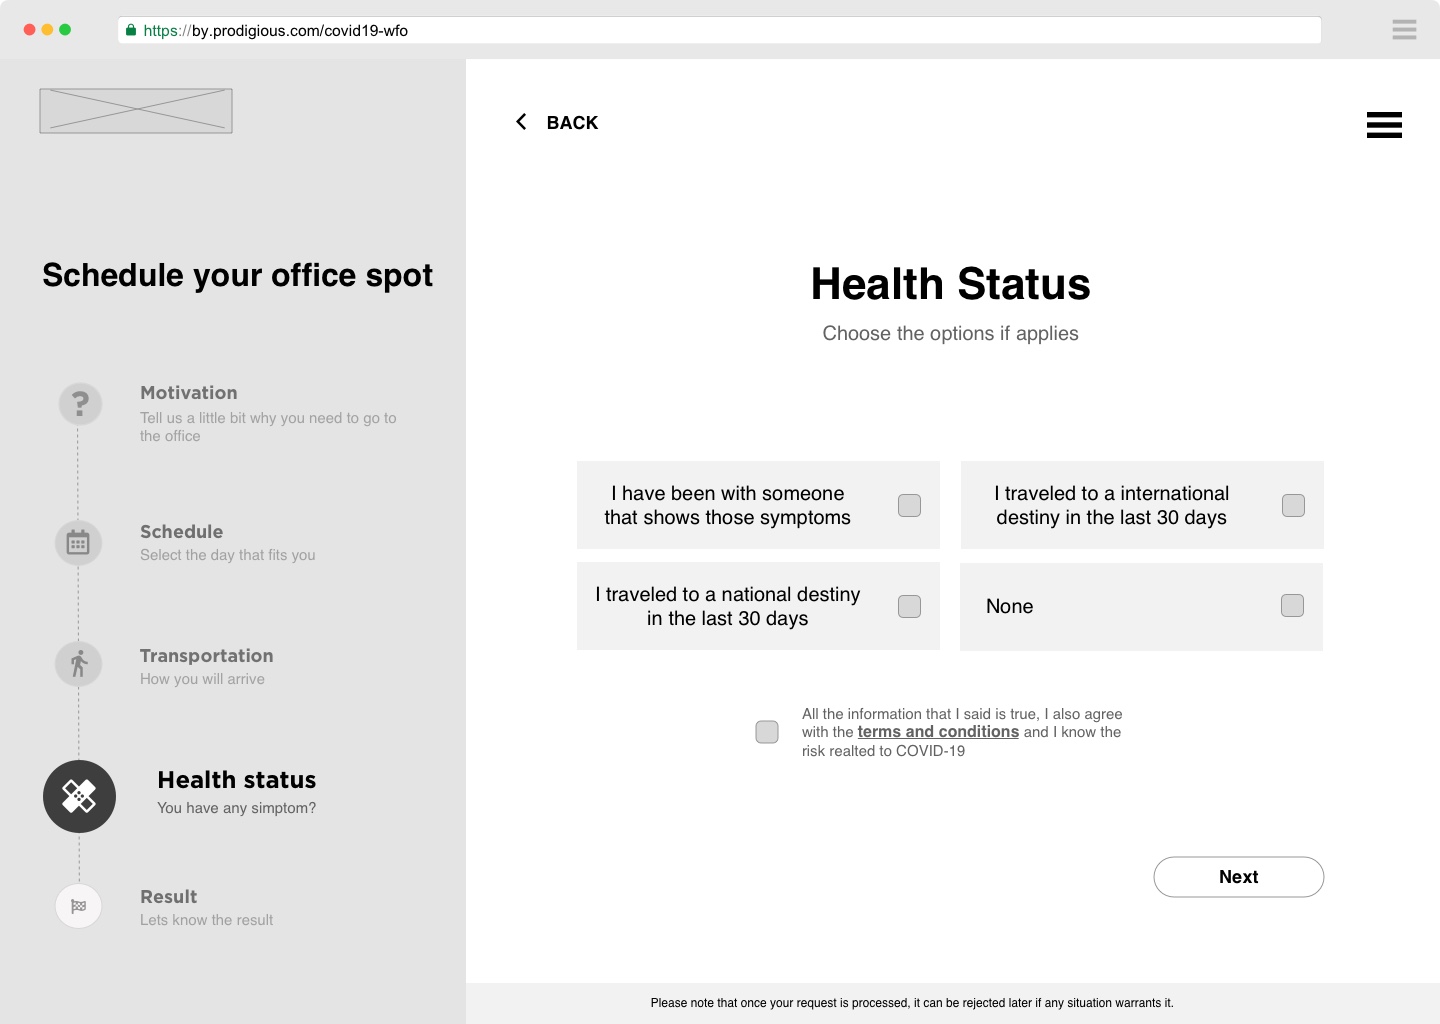 https://by.prodigious.com/covid19-wfo
BACK
Schedule your office spot
Motivation
Tell us a little bit why you need to go to
the office
Schedule
Select the day that fits you
Transportation
How you will arrive
Health status
You have any simptom?
Result
Lets know the result
Health Status
Choose the options if applies
I have been with someone
that shows those symptoms
I traveled to a international
destiny in the last 30 days
I traveled to a national destiny
in the last 30 days
None
All the information that I said is true, I also agree
with the terms and conditions and I know the
risk realted to COVID-19
Next
Please note that once your request is processed, it can be rejected later if any situation warrants it.